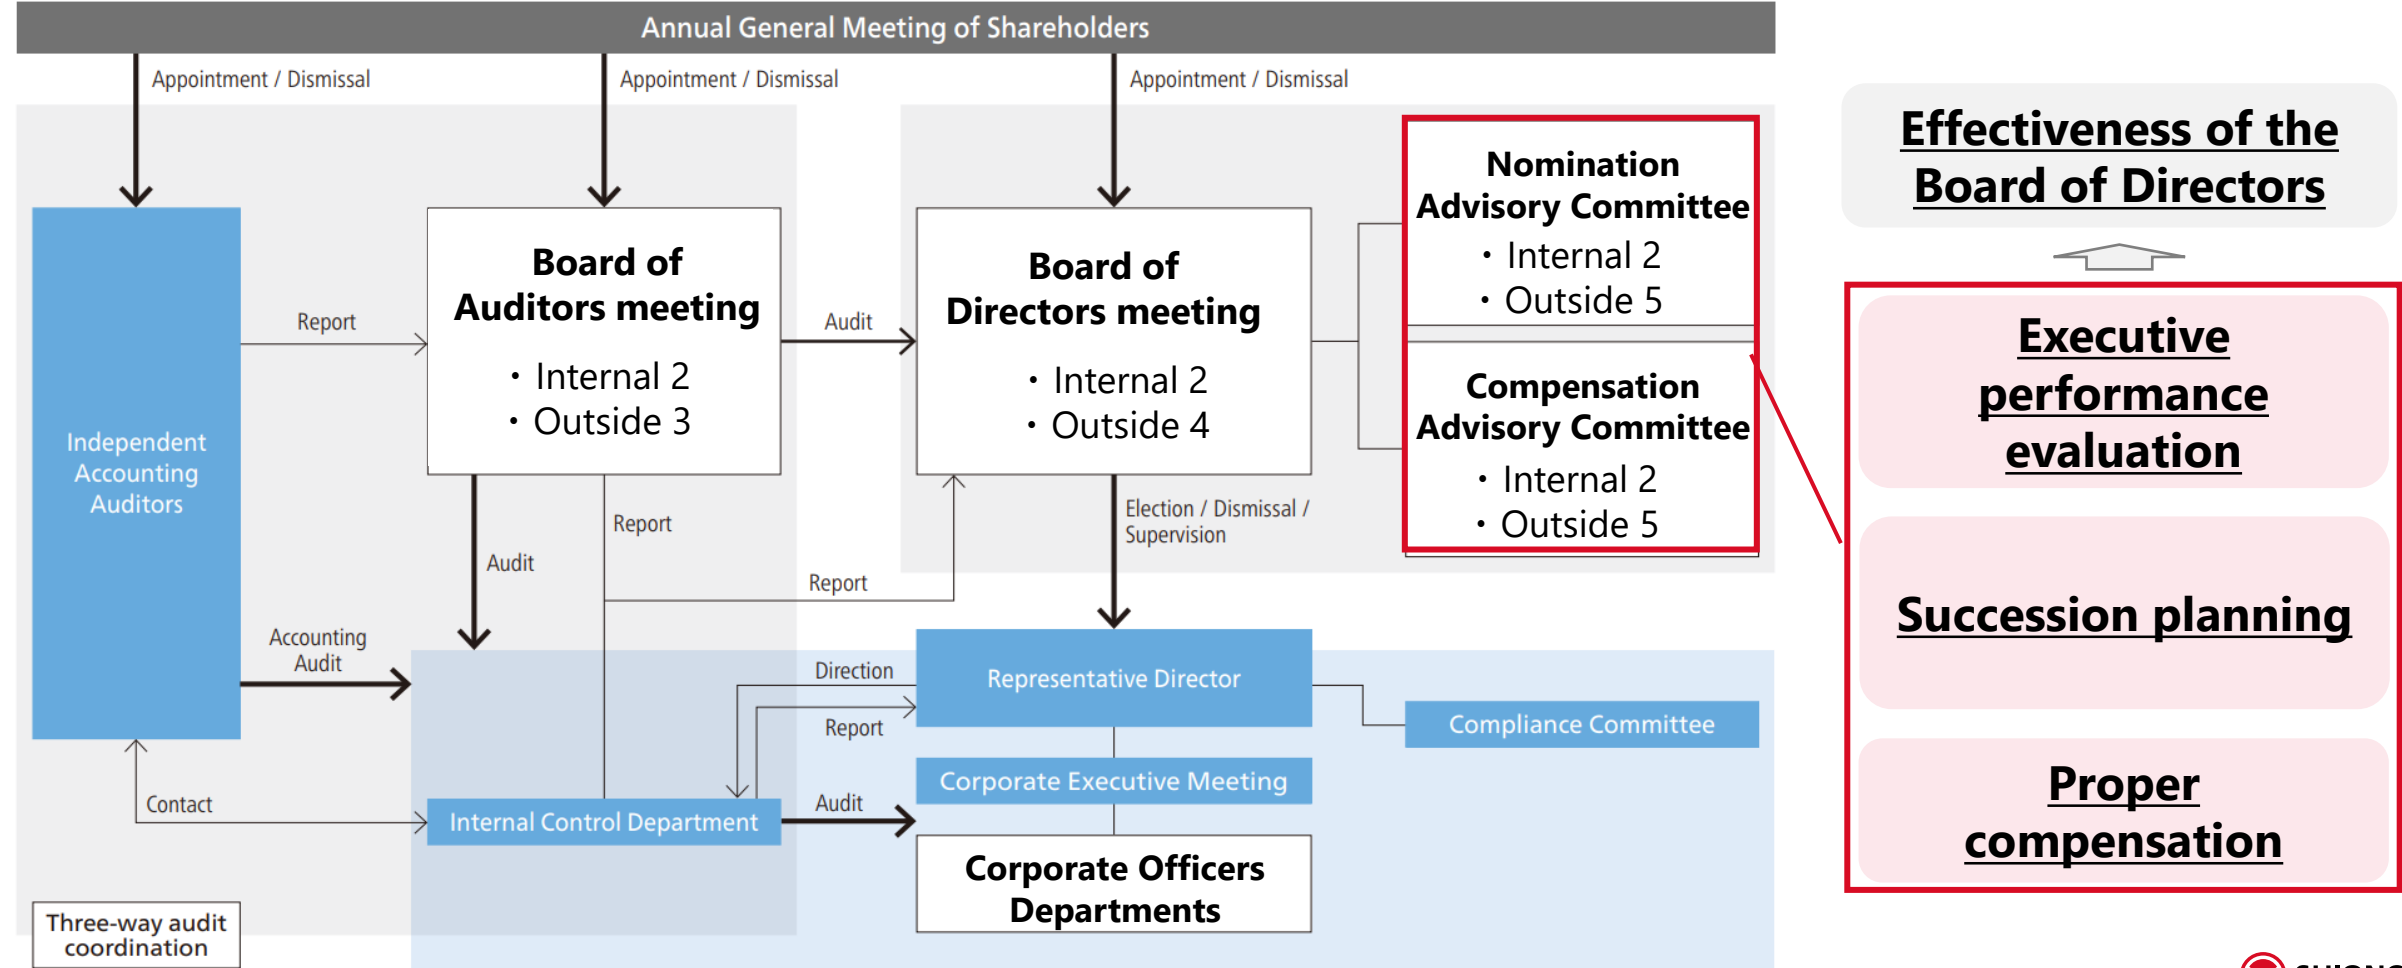 Annual General Meeting of Shareholders
Appointment / Dismissal
Appointment / Dismissal
Appointment / Dismissal
Independent
Accounting
Auditors
Report
Board of
Auditors meeting
・Internal 2
・Outside 3
Audit
Board of
Directors meeting
・Internal 2
・Outside 4
Nomination
Advisory Committee
・Internal 2
・Outside 5
Compensation
Advisory Committee
・Internal 2
・Outside 5
Effectiveness of the
Board of Directors
Executive
performance
evaluation
Succession planning
Proper
compensation
Audit
Report
Report
Election / Dismissal /
Supervision
Accounting
Audit
Direction
Report
Representative Director
Compliance Committee
Contact
Internal Control Department
Audit
Corporate Executive Meeting
Corporate Officers
Departments
Three-way audit
coordination